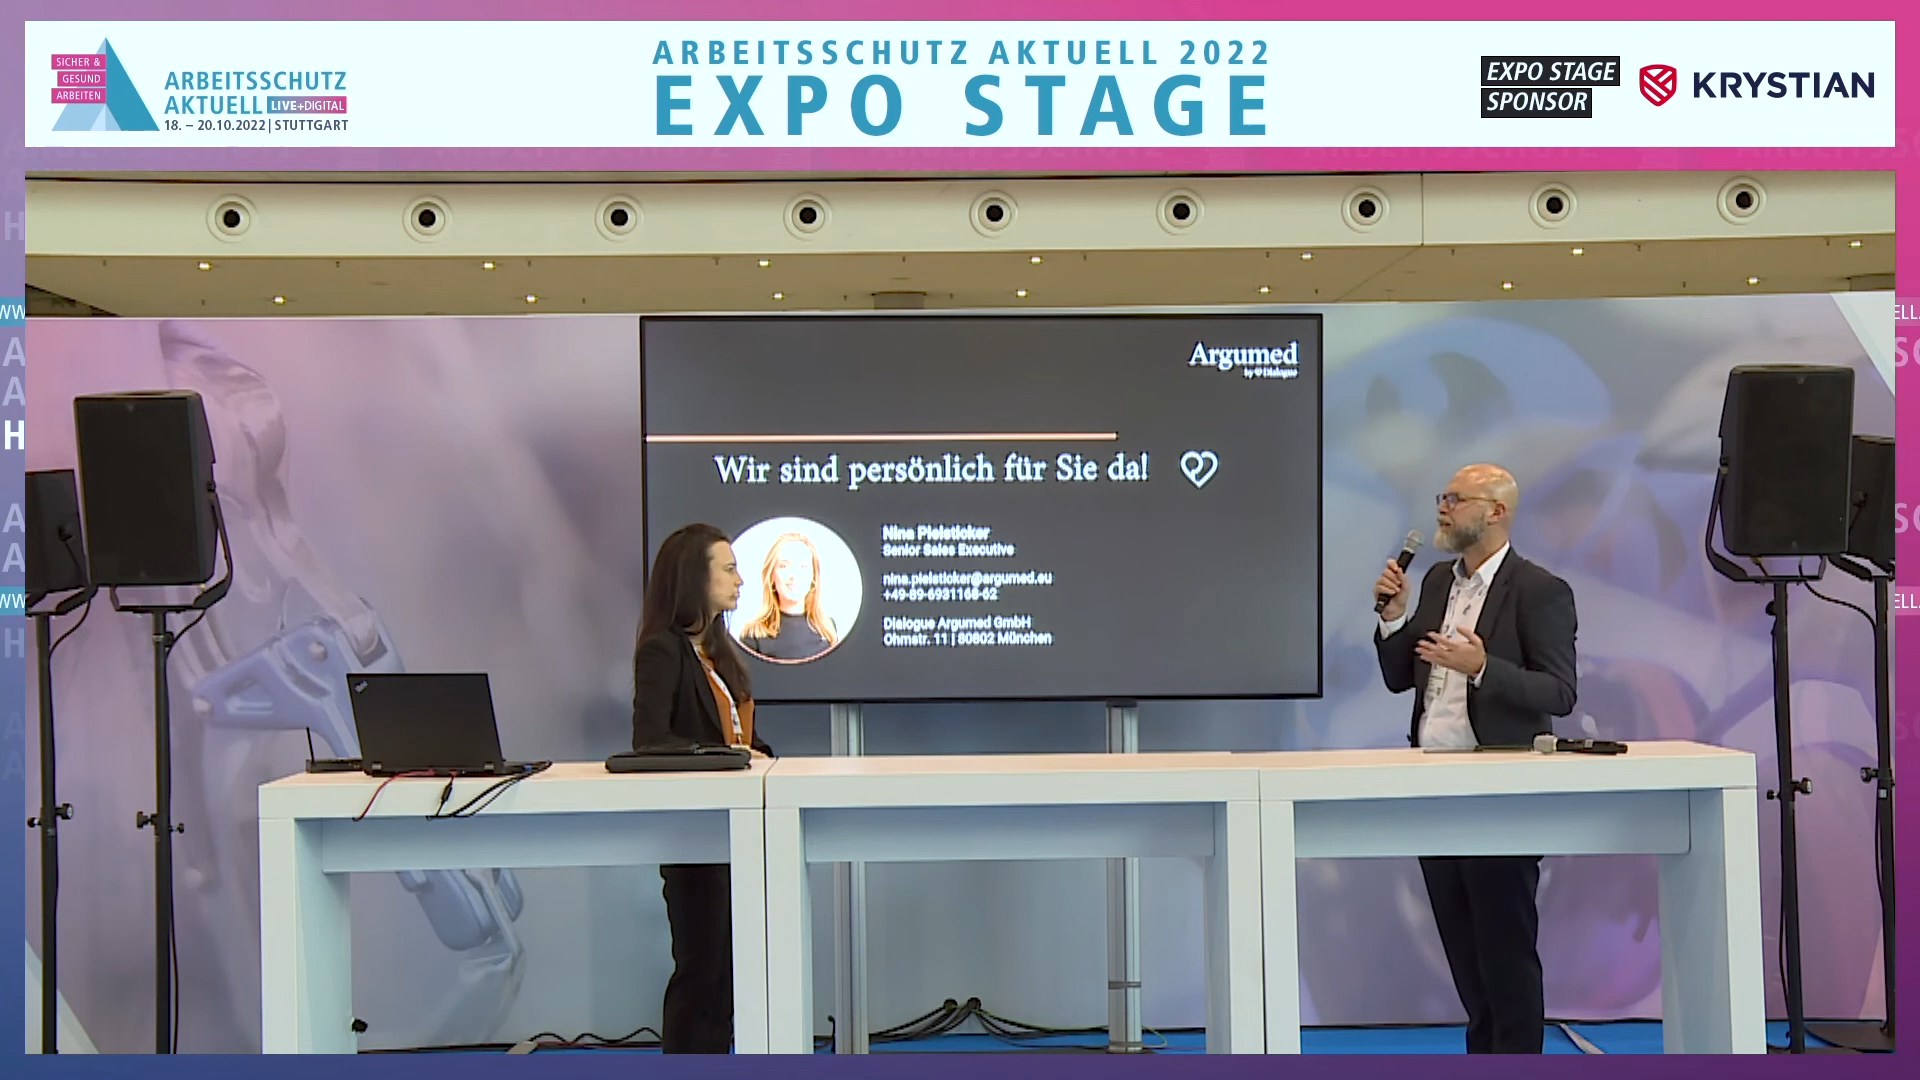 SICHER &
GESUND
ARBEITEN
ARBEITSSCHUTZ
AKTUELL LIVE+DIGITAL
18. – 20.10.2022 | STUTTGART
ARBEITSSCHUTZ AKTUELL 2022
EXPO STAGE
EXPO STAGE
SPONSOR
KRYSTIAN
Argumed
by Dialogue
Wir sind persönlich für Sie da!
Nina Pielsticker
Senior Sales Executive
nina.pielsticker@argumed.eu
+49-89-6931168-62
Dialogue Argumed GmbH
Ohmstr. 11 | 80802 München